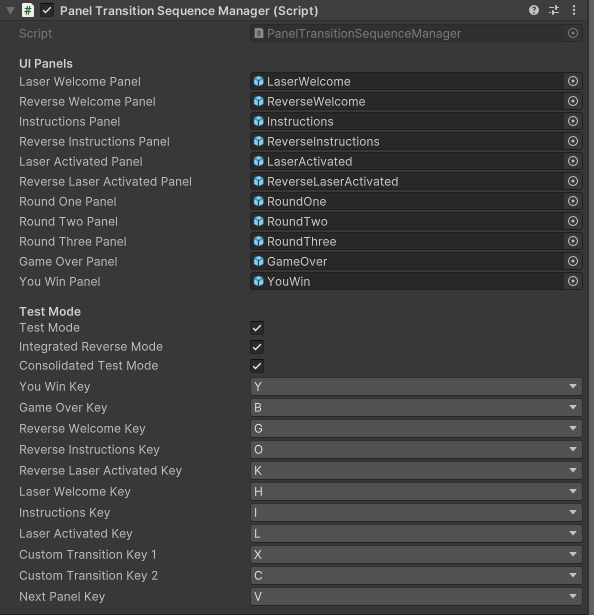 Panel Transition Sequence Manager (Script)
Script PanelTransitionSequenceManager
UI Panels
Laser Welcome Panel LaserWelcome
Reverse Welcome Panel ReverseWelcome
Instructions Panel Instructions
Reverse Instructions Panel ReverseInstructions
Laser Activated Panel LaserActivated
Reverse Laser Activated Panel ReverseLaserActivated
Round One Panel RoundOne
Round Two Panel RoundTwo
Round Three Panel RoundThree
Game Over Panel GameOver
You Win Panel YouWin
Test Mode
Test Mode
Integrated Reverse Mode
Consolidated Test Mode
You Win Key Y
Game Over Key B
Reverse Welcome Key G
Reverse Instructions Key O
Reverse Laser Activated Key K
Laser Welcome Key H
Instructions Key I
Laser Activated Key L
Custom Transition Key 1 X
Custom Transition Key 2 C
Next Panel Key V